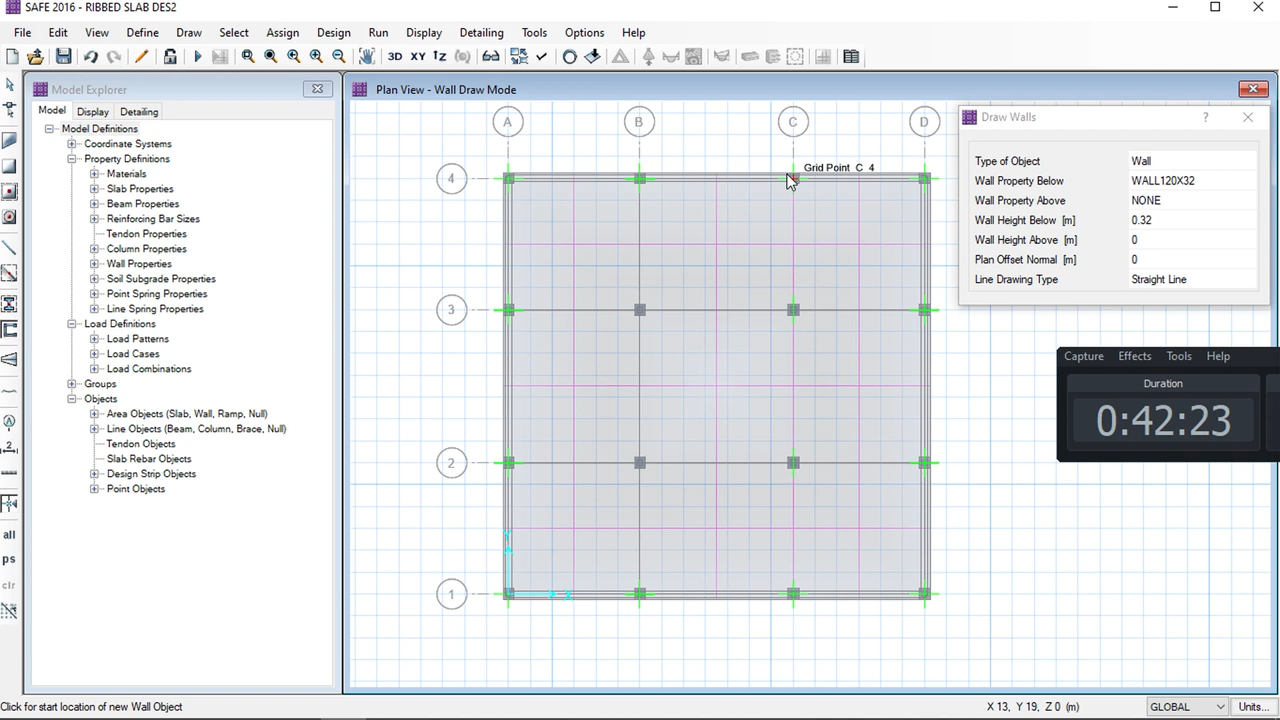 SAFE 2016 - RIBBED SLAB DES2
File Edit View Define Draw Select Assign Design Run Display Detailing Tools Options Help
3D XY
Model Explorer
Model Display Detailing
Model Definitions
Coordinate Systems
Property Definitions
Materials
Slab Properties
Beam Properties
Reinforcing Bar Sizes
Tendon Properties
Column Properties
Wall Properties
Soil Subgrade Properties
Point Spring Properties
Line Spring Properties
Load Definitions
Load Patterns
Load Cases
Load Combinations
Groups
Objects
Area Objects (Slab, Wall, Ramp, Null)
Line Objects (Beam, Column, Brace, Null)
Tendon Objects
Slab Rebar Objects
Design Strip Objects
Point Objects
all
ps
clr
Plan View - Wall Draw Mode
A B C D
Grid Point C 4
4
3
2
1
Y
X
Draw Walls
?
Type of Object Wall
Wall Property Below WALL120X32
Wall Property Above NONE
Wall Height Below [m] 0.32
Wall Height Above [m] 0
Plan Offset Normal [m] 0
Line Drawing Type Straight Line
Capture Effects Tools Help
Duration
0:42:23
Click for start location of new Wall Object
X 13, Y 19, Z 0 (m)
GLOBAL
Units...